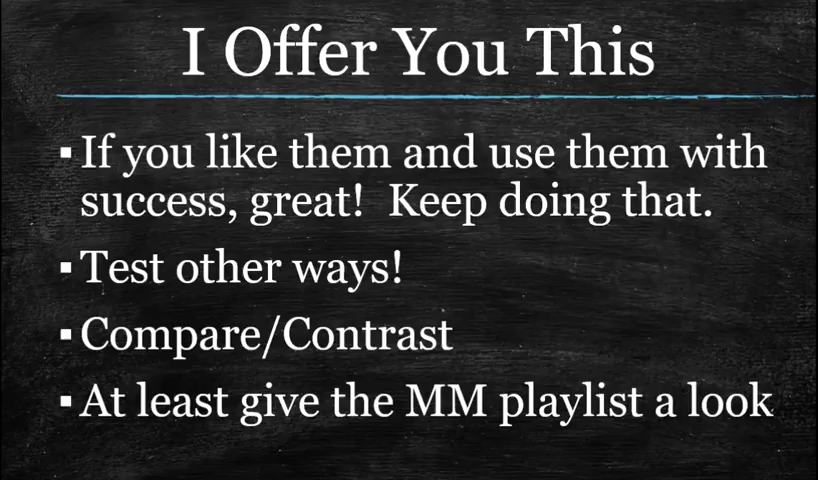 I Offer You This
▪ If you like them and use them with
success, great!  Keep doing that.
▪ Test other ways!
▪ Compare/Contrast
▪ At least give the MM playlist a look